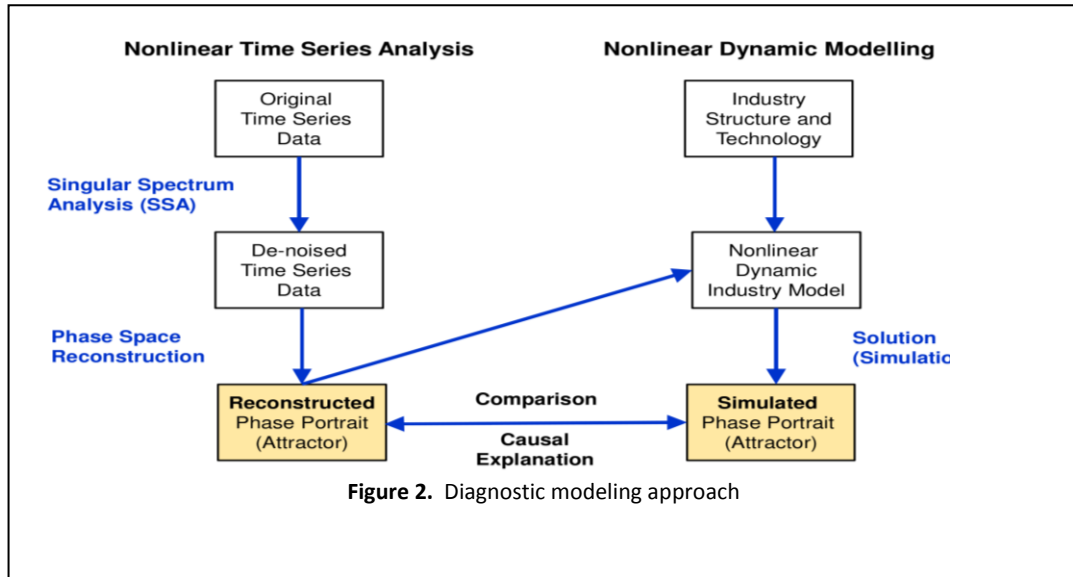 Nonlinear Time Series Analysis
Original
Time Series
Data
Singular Spectrum
Analysis (SSA)
De-noised
Time Series
Data
Phase Space
Reconstruction
Reconstructed
Phase Portrait
(Attractor)
Nonlinear Dynamic Modelling
Industry
Structure and
Technology
Nonlinear
Dynamic
Industry Model
Solution
(Simulatio
Simulated
Phase Portrait
(Attractor)
Comparison
Causal
Explanation
Figure 2. Diagnostic modeling approach